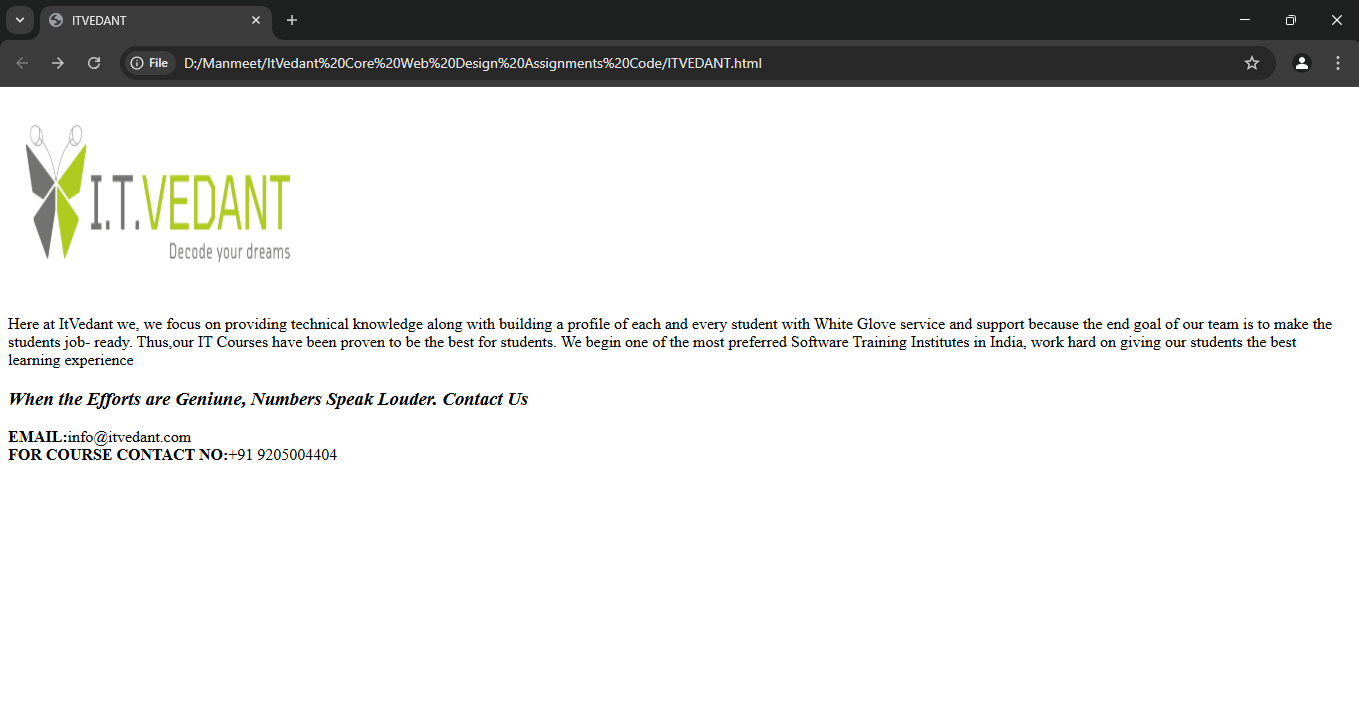 ITVEDANT
File
D:/Manmeet/ItVedant%20Core%20Web%20Design%20Assignments%20Code/ITVEDANT.html
I.T.VEDANT
Decode your dreams
Here at ItVedant we, we focus on providing technical knowledge along with building a profile of each and every student with White Glove service and support because the end goal of our team is to make the
students job- ready. Thus,our IT Courses have been proven to be the best for students. We begin one of the most preferred Software Training Institutes in India, work hard on giving our students the best
learning experience
When the Efforts are Geniune, Numbers Speak Louder. Contact Us
EMAIL:info@itvedant.com
FOR COURSE CONTACT NO:+91 9205004404